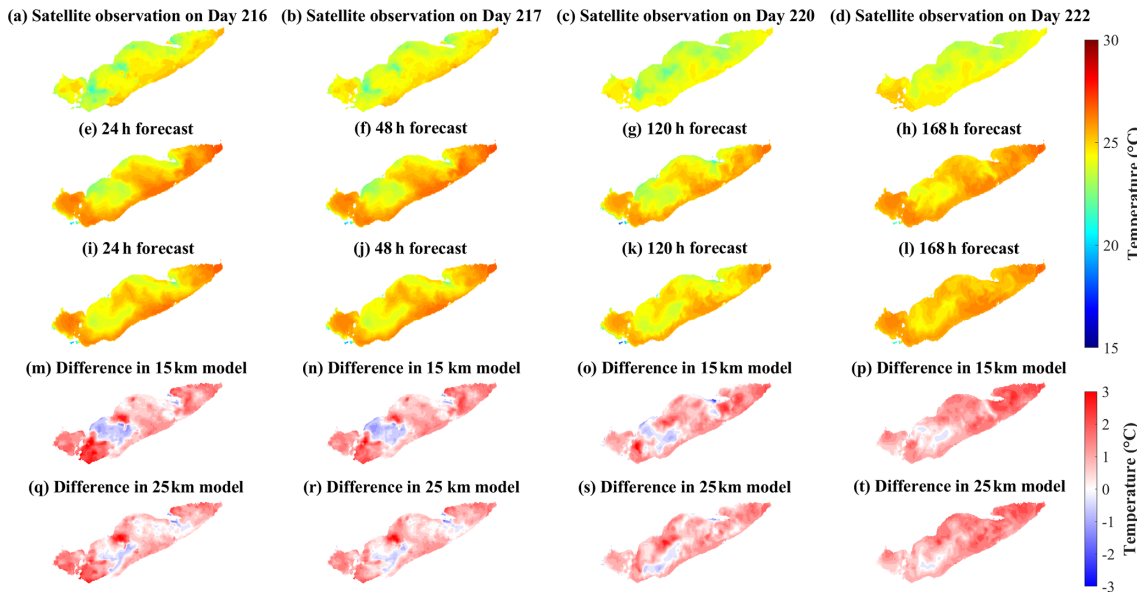 (a) Satellite observation on Day 216
(b) Satellite observation on Day 217
(c) Satellite observation on Day 220
(d) Satellite observation on Day 222
(e) 24 h forecast
(f) 48 h forecast
(g) 120 h forecast
(h) 168 h forecast
(i) 24 h forecast
(j) 48 h forecast
(k) 120 h forecast
(l) 168 h forecast
30
25
20
15
Temperature (°C)
(m) Difference in 15 km model
(n) Difference in 15 km model
(o) Difference in 15 km model
(p) Difference in 15 km model
(q) Difference in 25 km model
(r) Difference in 25 km model
(s) Difference in 25 km model
(t) Difference in 25 km model
3
2
1
0
-1
-2
-3
Temperature (°C)